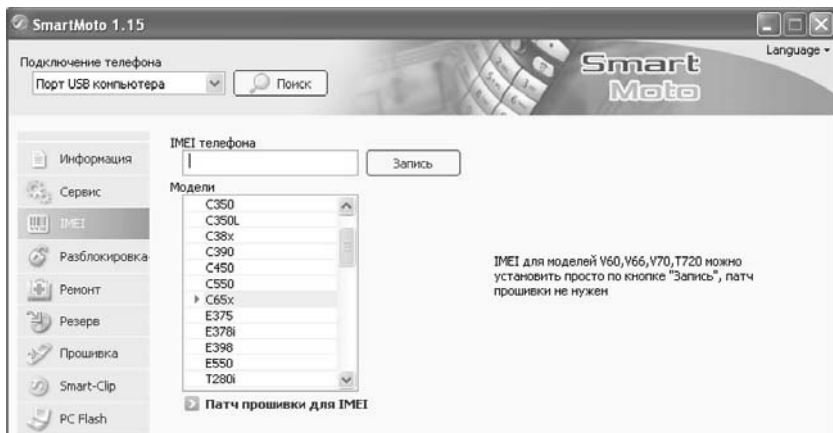 SmartMoto 1.15
Language
Подключение телефона
Порт USB компьютера
Поиск
Smart
Moto
Информация
Сервис
IMEI
Разблокировка
Ремонт
Резерв
Прошивка
Smart-Clip
PC Flash
IMEI телефона
Запись
Модели
C350
C350L
C38x
C390
C450
C550
C65x
E375
E378i
E398
E550
T280i
Патч прошивки для IMEI
IMEI для моделей V60,V66,V70,T720 можно
установить просто по кнопке "Запись", патч
прошивки не нужен